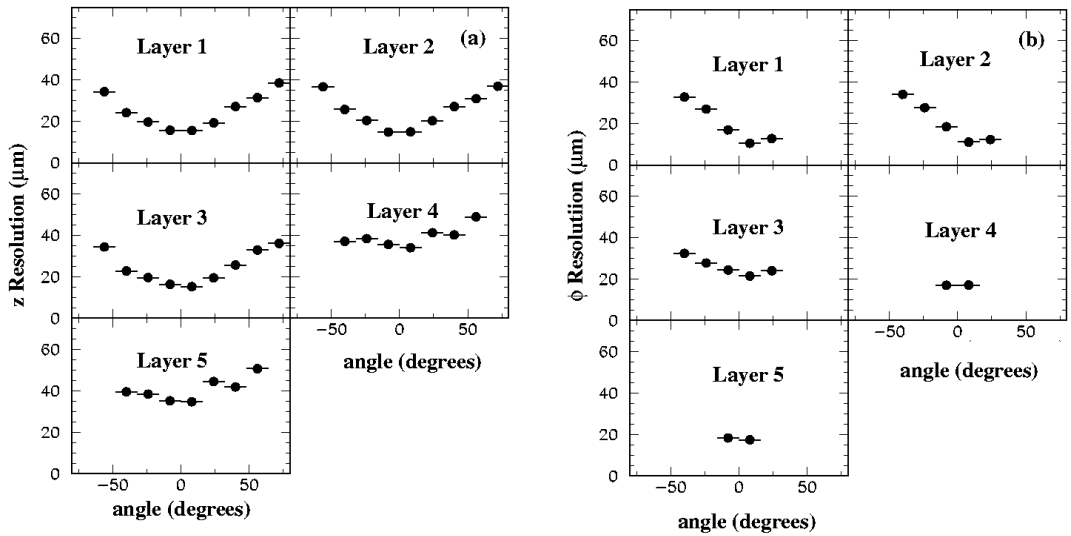 (a)
Layer 1
Layer 2
60
40
20
0
z Resolution (μm)
Layer 3
Layer 4
60
40
20
0
−50 0 50
angle (degrees)
Layer 5
60
40
20
0
−50 0 50
angle (degrees)
(b)
Layer 1
Layer 2
60
40
20
0
ϕ Resolutiion (μm)
Layer 3
Layer 4
60
40
20
0
−50 0 50
angle (degrees)
Layer 5
60
40
20
0
−50 0 50
angle (degrees)